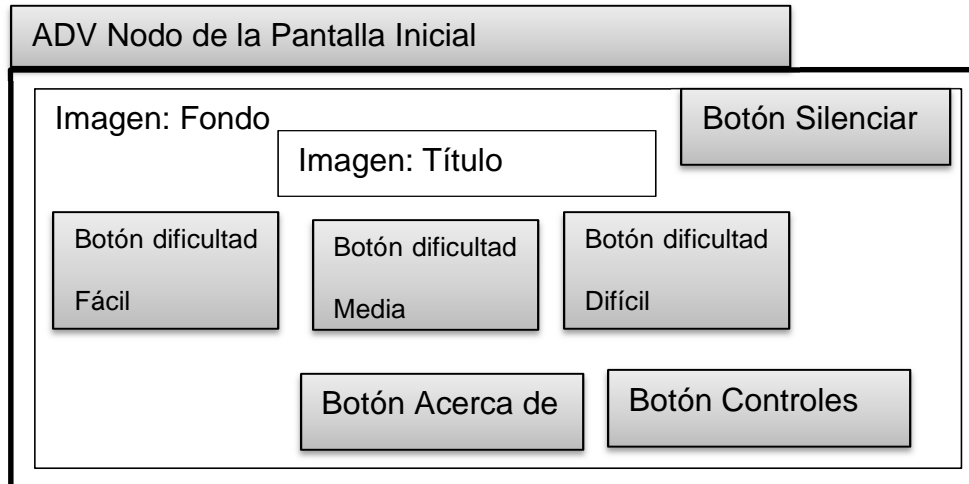 ADV Nodo de la Pantalla Inicial
Imagen: Fondo
Botón Silenciar
Imagen: Título
Botón dificultad
Fácil
Botón dificultad
Media
Botón dificultad
Difícil
Botón Acerca de
Botón Controles